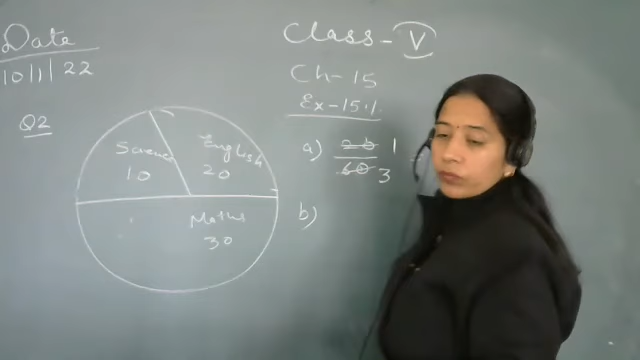 Date
10/1/22
Class - V
Ch-15
Ex-15.1
Q2
Science
10
English
20
Maths
30
a) 20 1
60 3
b)